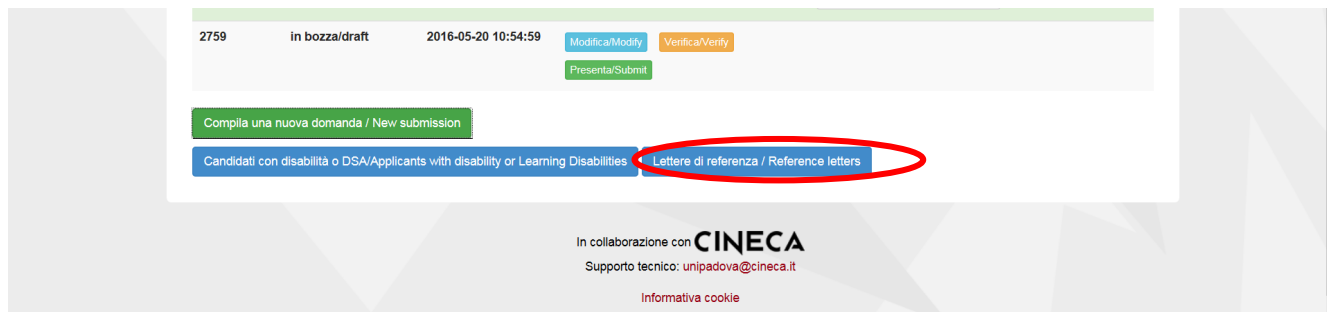 2759 in bozza/draft 2016-05-20 10:54:59 Modifica/Modify Verifica/Verify
Presenta/Submit
Compila una nuova domanda / New submission
Candidati con disabilità o DSA/Applicants with disability or Learning Disabilities Lettere di referenza / Reference letters
In collaborazione con CINECA
Supporto tecnico: unipadova@cineca.it
Informativa cookie